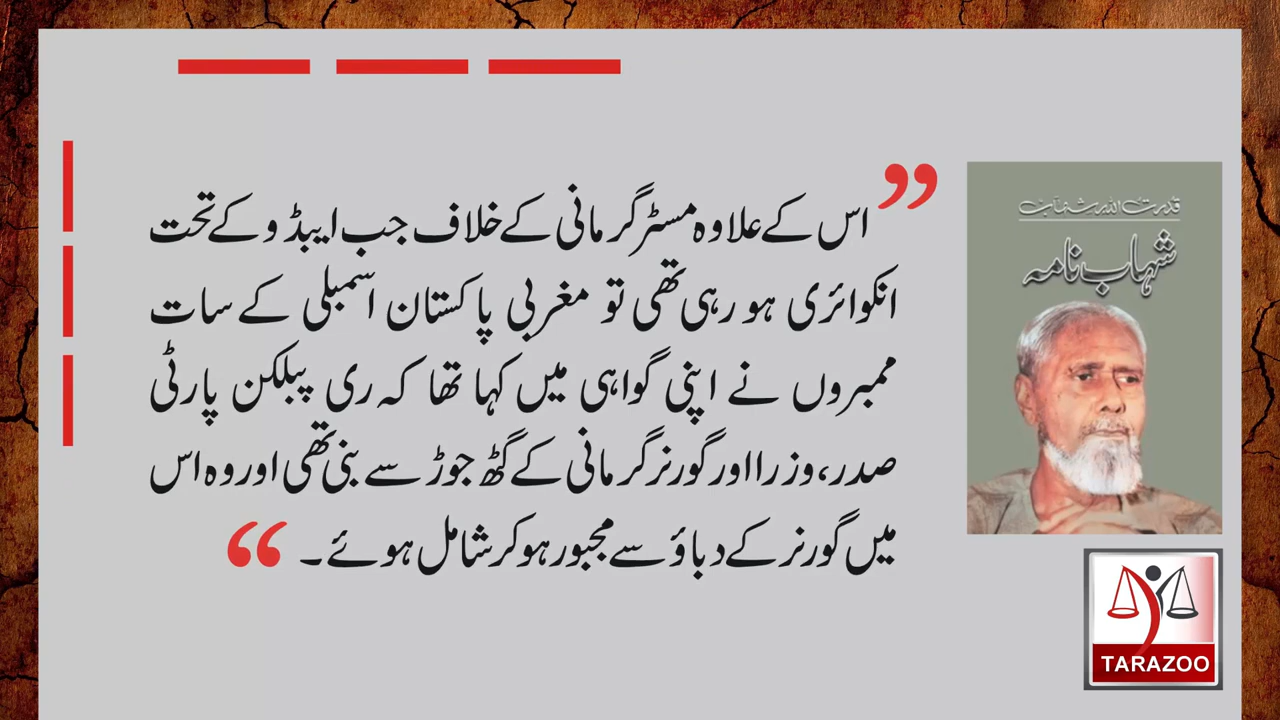 اس کے علاوہ مسٹر گرمانی کے خلاف جب ایبڈو کے تحت
انکوائری ہو رہی تھی تو مغربی پاکستان اسمبلی کے سات
ممبروں نے اپنی گواہی میں کہا تھا کہ ری پبلکن پارٹی
صدر، وزرا اور گورنر گرمانی کے گٹھ جوڑ سے بنی تھی اور وہ اس
میں گورنر کے دباؤ سے مجبور ہو کر شامل ہوئے۔
قدرت اللہ شہاب
شہاب نامہ
TARAZOO